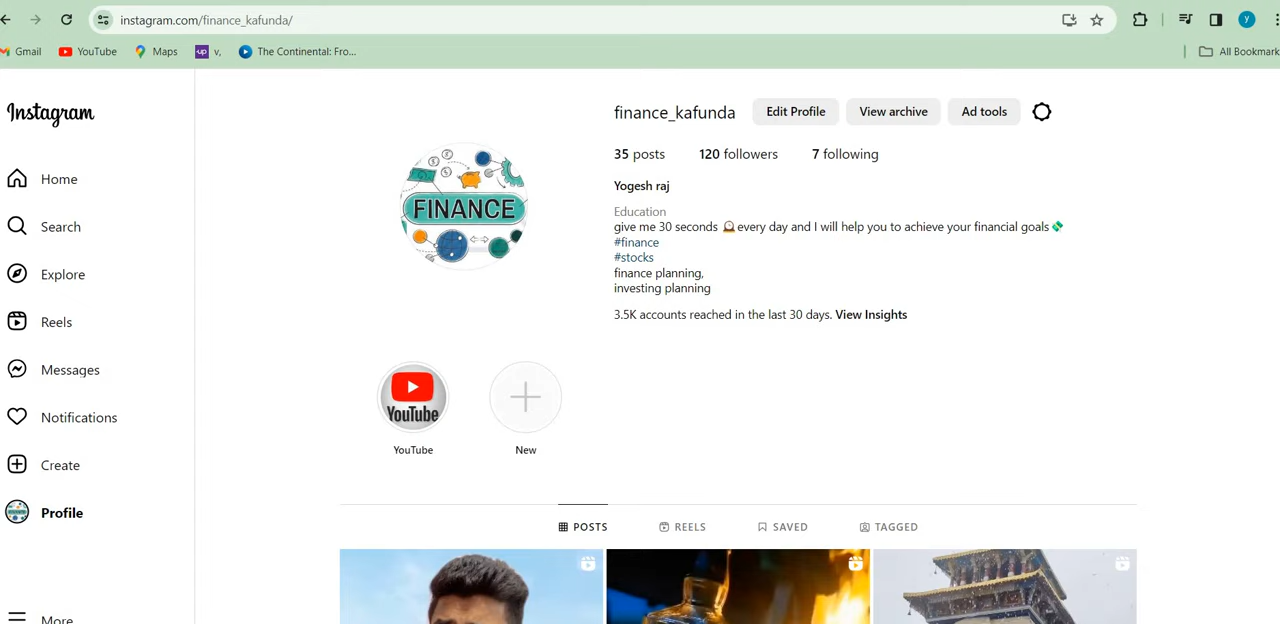 instagram.com/finance_kafunda/
y
Gmail YouTube Maps up v, The Continental: Fro... All Bookmark
Instagram
Home
Search
Explore
Reels
Messages
Notifications
Create
Profile
More
FINANCE
finance_kafunda Edit Profile View archive Ad tools
35 posts 120 followers 7 following
Yogesh raj
Education
give me 30 seconds 🕰️ every day and I will help you to achieve your financial goals 💸
#finance
#stocks
finance planning,
investing planning
3.5K accounts reached in the last 30 days. View Insights
YouTube
YouTube New
POSTS REELS SAVED TAGGED